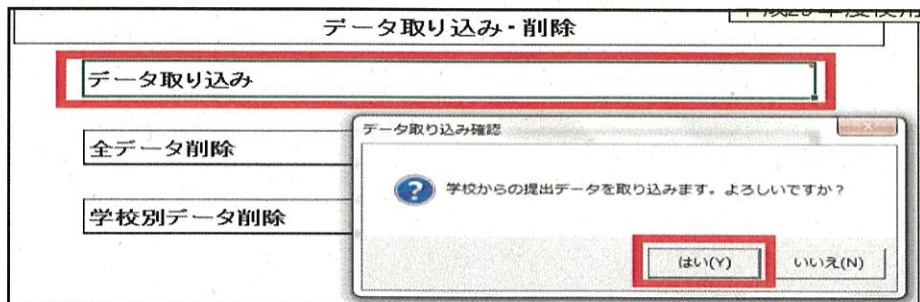 データ取り込み・削除
データ取り込み
全データ削除
学校別データ削除
データ取り込み確認
学校からの提出データを取り込みます。よろしいですか？
はい(Y)
いいえ(N)